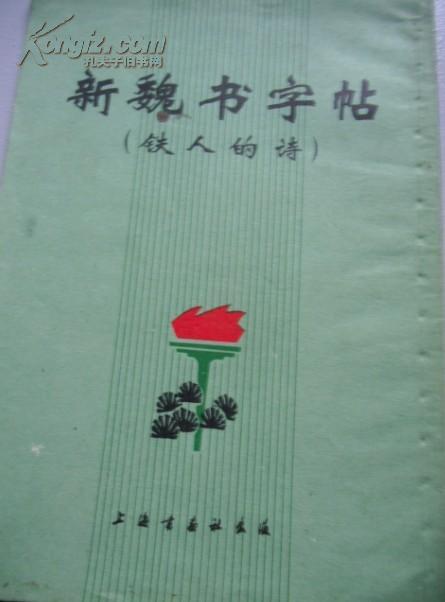 Kongfz.com
孔夫子旧书网
新魏书字帖
(铁人的诗)
上海书画社出版